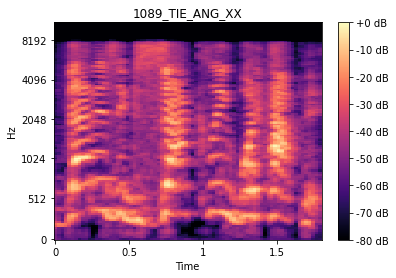 1089_TIE_ANG_XX
Hz
8192
4096
2048
1024
512
0
0
0.5
1
1.5
Time
+0 dB
-10 dB
-20 dB
-30 dB
-40 dB
-50 dB
-60 dB
-70 dB
-80 dB